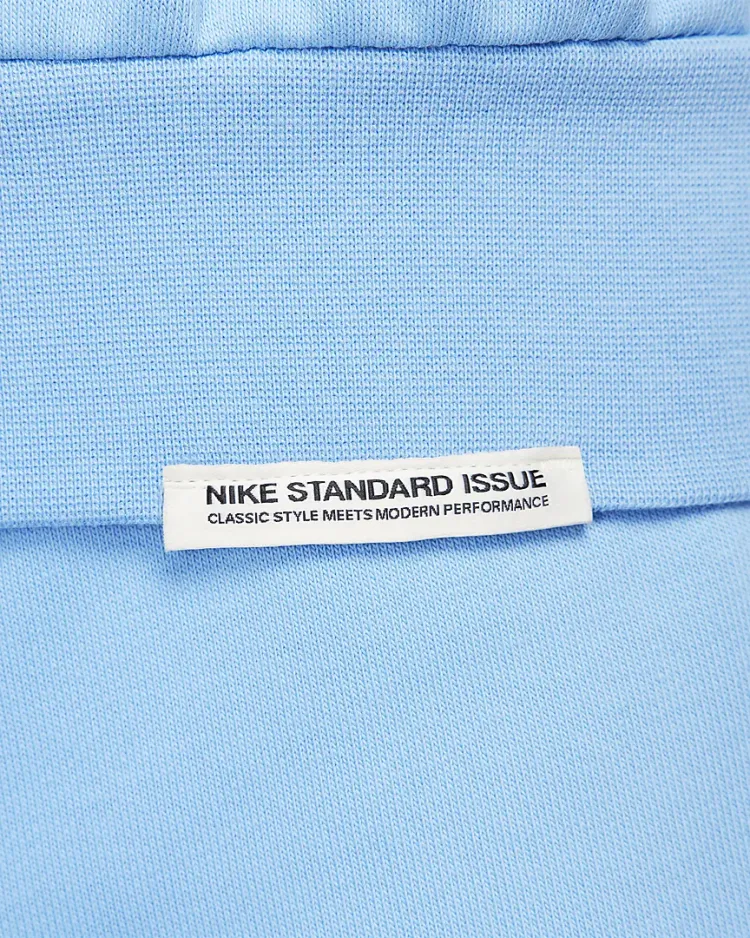 NIKE STANDARD ISSUE
CLASSIC STYLE MEETS MODERN PERFORMANCE